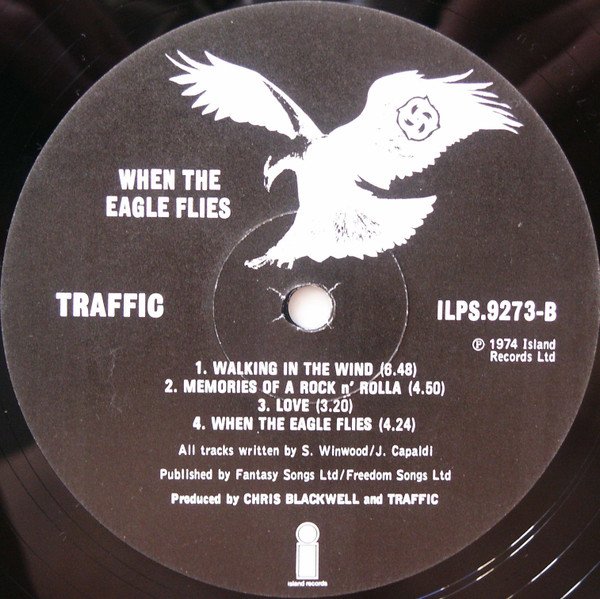 WHEN THE
EAGLE FLIES
TRAFFIC
ILPS.9273-B
℗ 1974 Island
Records Ltd
1. WALKING IN THE WIND (6.48)
2. MEMORIES OF A ROCK n' ROLLA (4.50)
3. LOVE (3.20)
4. WHEN THE EAGLE FLIES (4.24)
All tracks written by S. Winwood/J. Capaldi
Published by Fantasy Songs Ltd/Freedom Songs Ltd
Produced by CHRIS BLACKWELL and TRAFFIC
i
island records